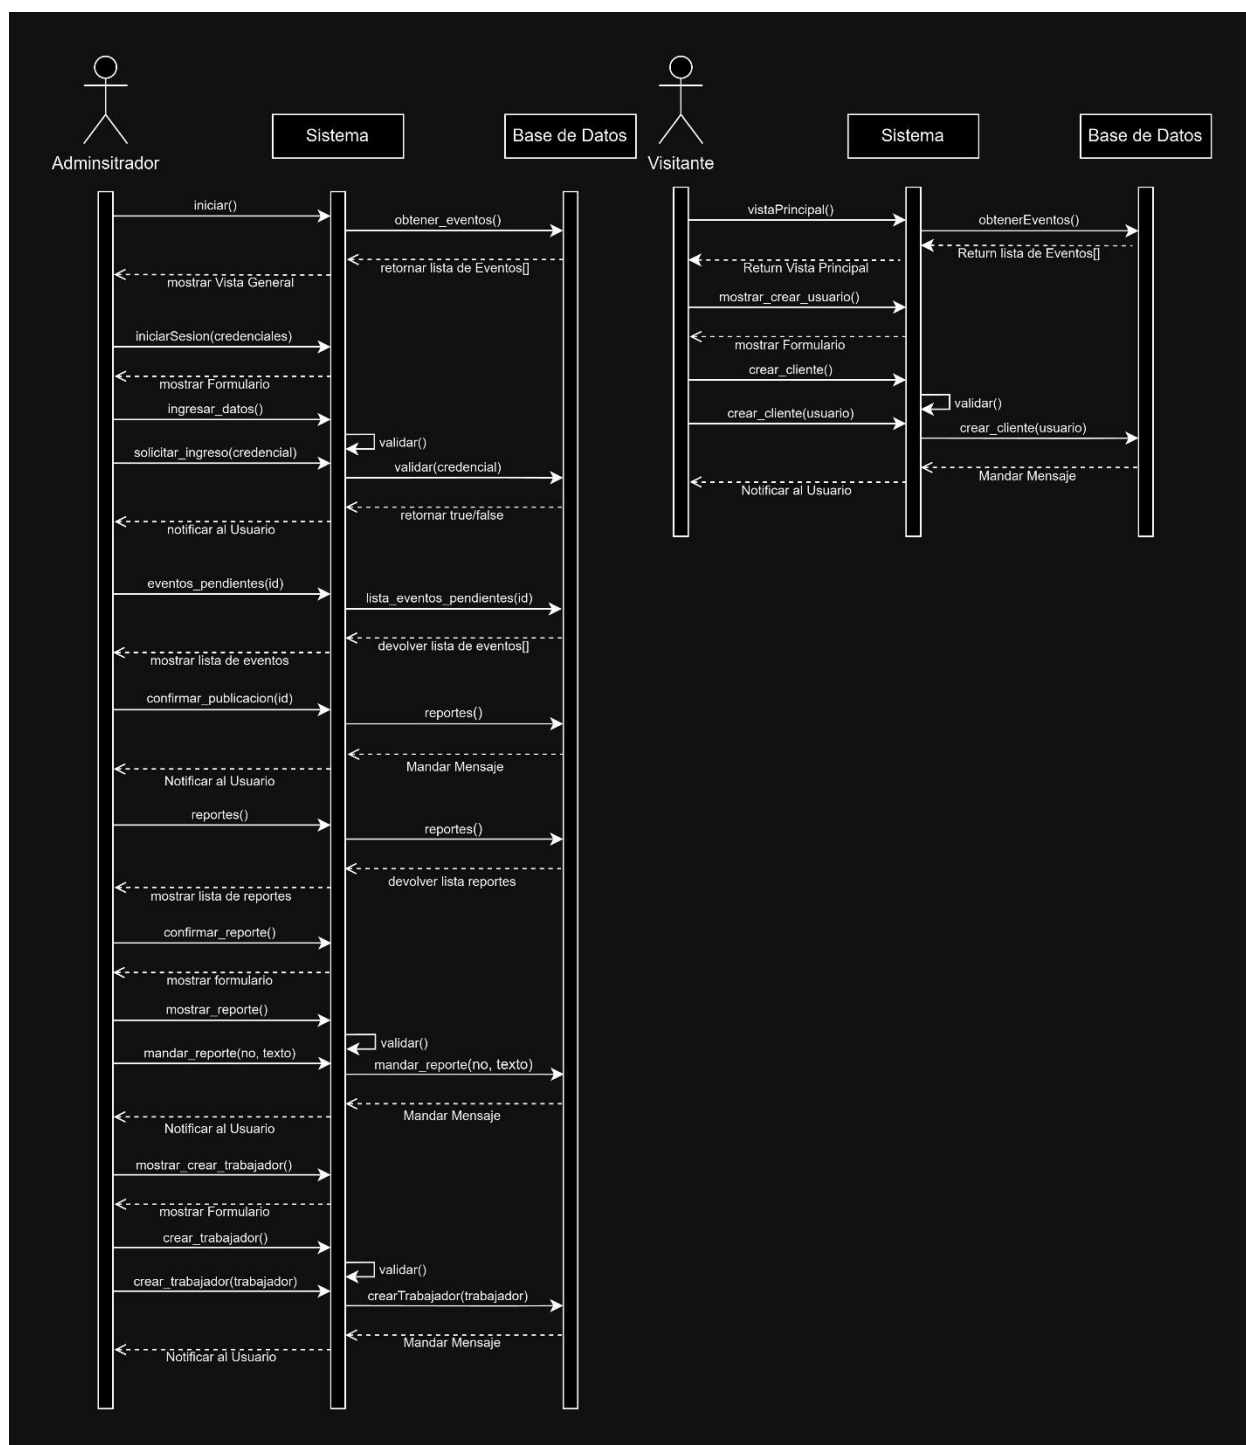 Adminsitrador
Sistema
Base de Datos
iniciar()
obtener_eventos()
retornar lista de Eventos[]
mostrar Vista General
iniciarSesion(credenciales)
mostrar Formulario
ingresar_datos()
validar()
solicitar_ingreso(credencial)
validar(credencial)
retornar true/false
notificar al Usuario
eventos_pendientes(id)
lista_eventos_pendientes(id)
devolver lista de eventos[]
mostrar lista de eventos
confirmar_publicacion(id)
reportes()
Mandar Mensaje
Notificar al Usuario
reportes()
reportes()
devolver lista reportes
mostrar lista de reportes
confirmar_reporte()
mostrar formulario
mostrar_reporte()
validar()
mandar_reporte(no, texto)
mandar_reporte(no, texto)
Mandar Mensaje
Notificar al Usuario
mostrar_crear_trabajador()
mostrar Formulario
crear_trabajador()
validar()
crear_trabajador(trabajador)
crearTrabajador(trabajador)
Mandar Mensaje
Notificar al Usuario
Visitante
Sistema
Base de Datos
vistaPrincipal()
obtenerEventos()
Return lista de Eventos[]
Return Vista Principal
mostrar_crear_usuario()
mostrar Formulario
crear_cliente()
validar()
crear_cliente(usuario)
crear_cliente(usuario)
Mandar Mensaje
Notificar al Usuario